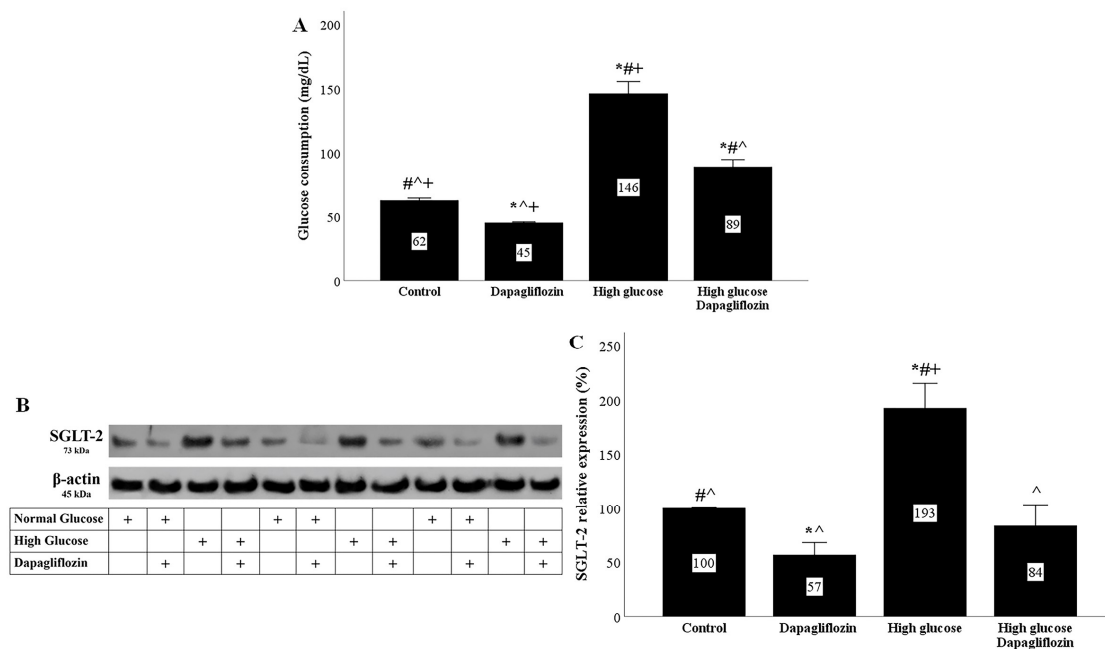 A
Glucose consumption (mg/dL)
200
150
100
50
0
#^+
*^+
*#+
*#^
62
45
146
89
Control
Dapagliflozin
High glucose
High glucose
Dapagliflozin
B
SGLT-2
73 kDa
β-actin
45 kDa
Normal Glucose + + + + + +
High Glucose + + + + + +
Dapagliflozin + + + + + +
C
SGLT-2 relative expression (%)
250
200
150
100
50
0
#^
*^
*#+
^
100
57
193
84
Control
Dapagliflozin
High glucose
High glucose
Dapagliflozin